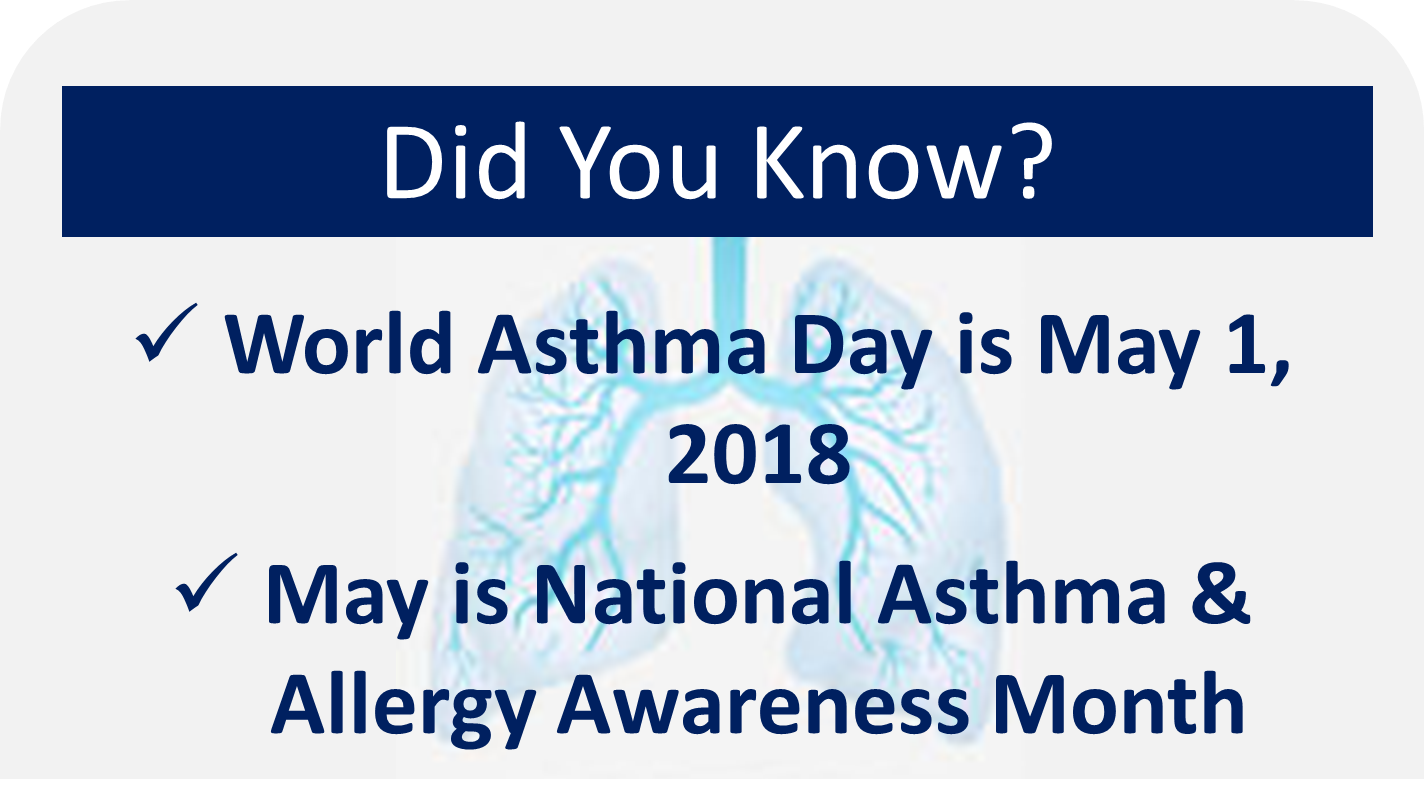 Did You Know?
✓ World Asthma Day is May 1,
2018
✓ May is National Asthma &
Allergy Awareness Month